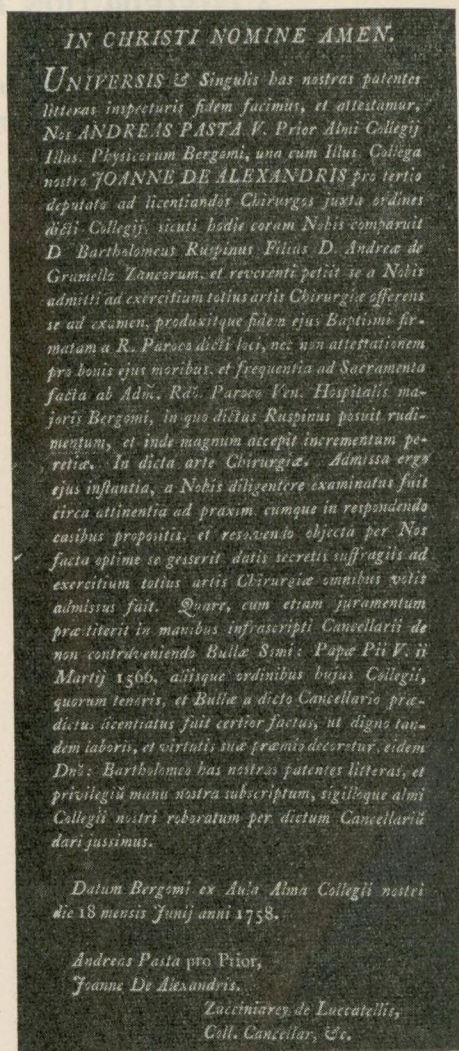 IN CHRISTI NOMINE AMEN.
UNIVERSIS & Singulis has nostras patentes
litteras inspecturis fidem facimus, et attestamur,
Nos ANDREAS PASTA V. Prior Almi Collegij
Illus. Physicorum Bergomi, una cum Illus Collega
nostro JOANNE DE ALEXANDRIS pro tertio
deputato ad licentiandos Chirurgos juxta ordines
dicti Collegij, sicuti hodie coram Nobis comparuit
D Bartholomeus Ruspinus Filius D. Andreæ de
Grumello Zancorum, et reverenti petiit se a Nobis
admitti ad exercitium totius artis Chirurgiæ offerens
se ad examen, produxitque fidem ejus Baptismi fir-
matam a R. Paroco dicti loci, nec non attestationem
pro bonis ejus moribus, et frequentia ad Sacramenta
facta ab Adm̃. Rdõ. Paroco Ven. Hospitalis ma-
joris Bergomi, in quo dictus Ruspinus posuit rudi-
mentum, et inde magnum accepit incrementum pe-
retiæ. In dicta arte Chirurgiæ. Admissa ergo
ejus instantia, a Nobis diligentere examinatus fuit
circa attinentia ad praxim, cumque in respondendo
casibus propositis, et resolvendo objecta per Nos
facta optime se gesserit datis secretis suffragiis ad
exercitium totius artis Chirurgiæ omnibus votis
admissus fuit. Quare, cum etiam juramentum
præstiterit in manibus infrascripti Cancellarii de
non contraveniendo Bullæ Ssmi: Papæ Pii V. ii
Martij 1566, aliisque ordinibus hujus Collegii,
quorum tenoris, et Bullæ a dicto Cancellario præ-
dictus licentiatus fuit certior factus, ut digno tan-
dem laboris, et virtutis suæ præmio decoretur, eidem
Dnõ: Bartholomeo has nostras patentes litteras, et
privilegiũ manu nostra subscriptum, sigilloque almi
Collegii nostri roboratum per dictum Cancellariũ
dari jussimus.
Datum Bergomi ex Aula Alma Collegii nostri
die 18 mensis Junij anni 1758.
Andreas Pasta pro Prior,
Joanne De Alexandris.
de Luccatellis,
Coll. Cancellar, &c.